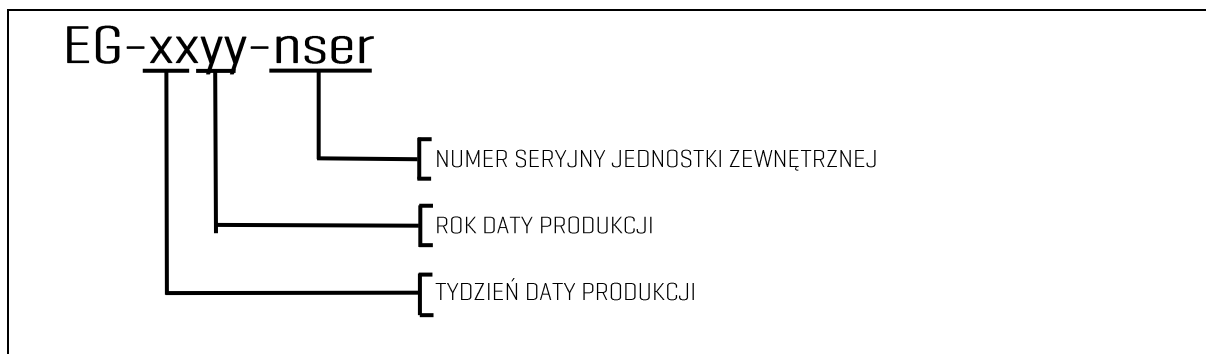 EG-xxyy-nser
NUMER SERYJNY JEDNOSTKI ZEWNĘTRZNEJ
ROK DATY PRODUKCJI
TYDZIEŃ DATY PRODUKCJI